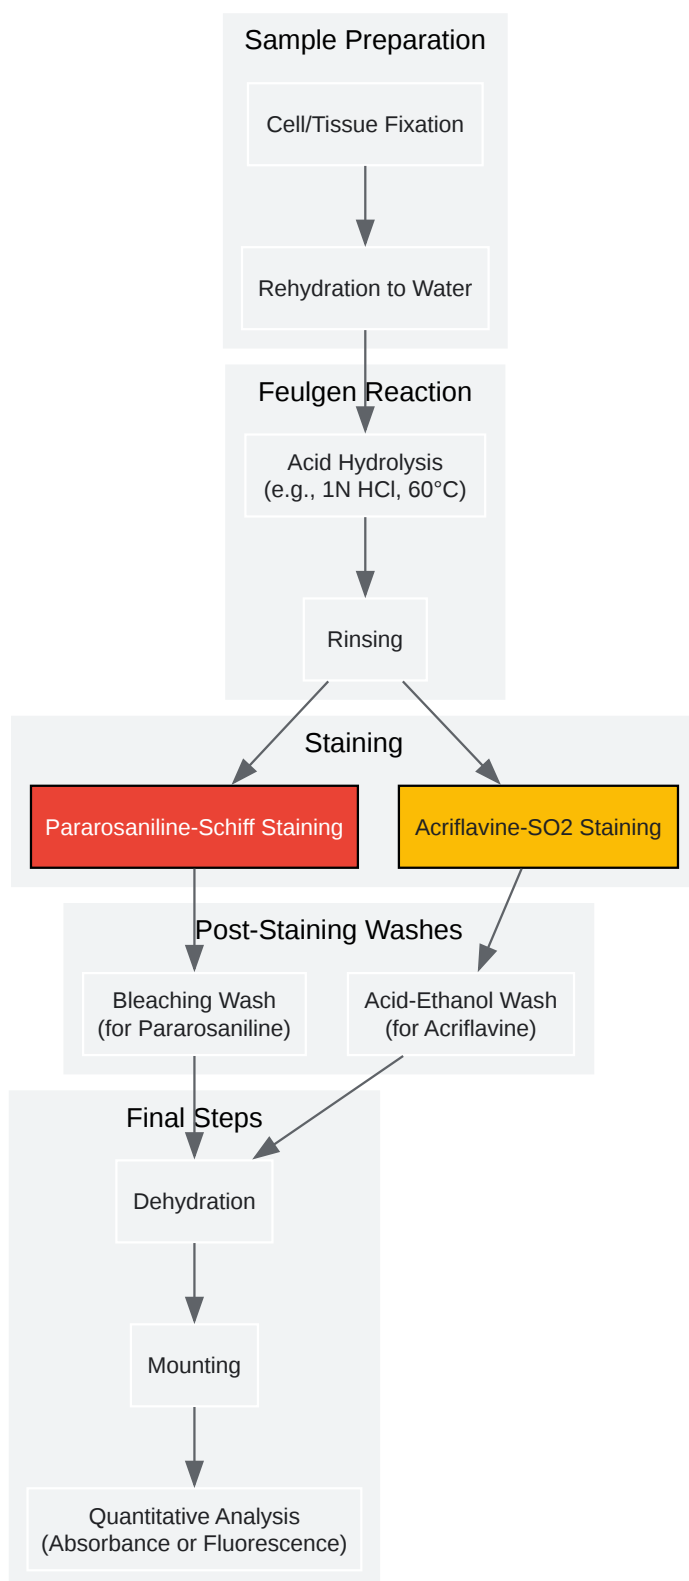 Sample Preparation
Cell/Tissue Fixation
Rehydration to Water
Feulgen Reaction
Acid Hydrolysis
(e.g., 1N HCl, 60°C)
Rinsing
Staining
Pararosaniline-Schiff Staining
Acriflavine-SO2 Staining
Post-Staining Washes
Bleaching Wash
(for Pararosaniline)
Acid-Ethanol Wash
(for Acriflavine)
Final Steps
Dehydration
Mounting
Quantitative Analysis
(Absorbance or Fluorescence)